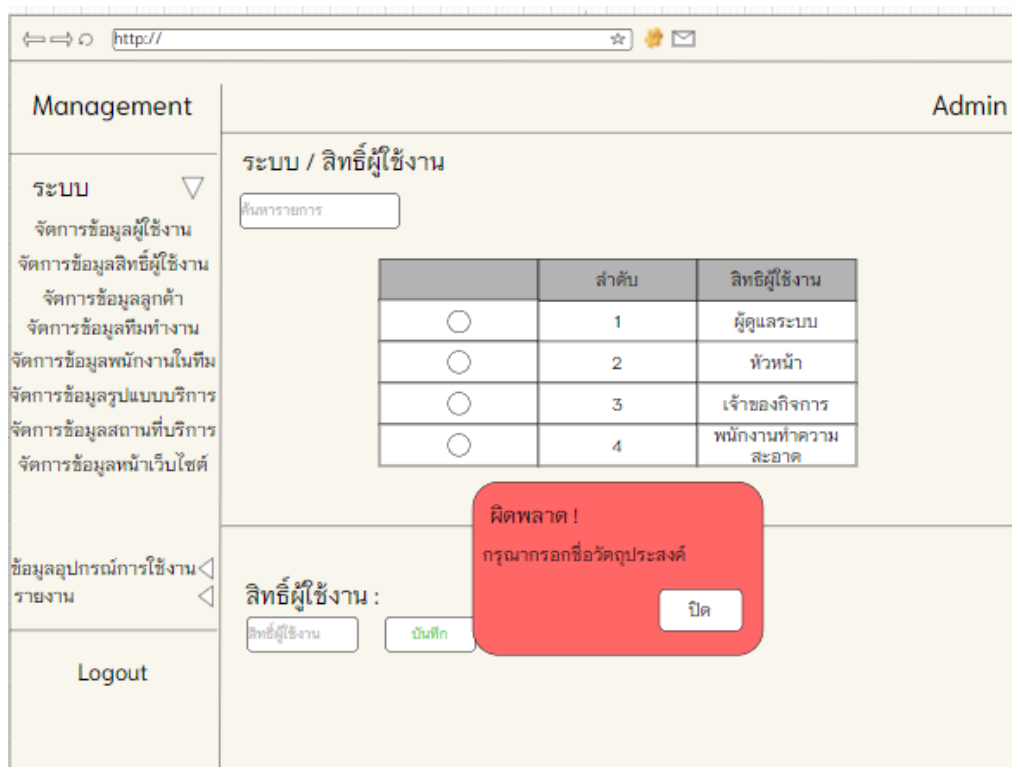 http://
Management
Admin
ระบบ / สิทธิ์ผู้ใช้งาน
ค้นหารายการ
ระบบ
จัดการข้อมูลผู้ใช้งาน
จัดการข้อมูลสิทธิ์ผู้ใช้งาน
จัดการข้อมูลลูกค้า
จัดการข้อมูลทีมทำงาน
จัดการข้อมูลพนักงานในทีม
จัดการข้อมูลรูปแบบบริการ
จัดการข้อมูลสถานที่บริการ
จัดการข้อมูลหน้าเว็บไซต์
ข้อมูลอุปกรณ์การใช้งาน
รายงาน
Logout
ลำดับ สิทธิผู้ใช้งาน
1 ผู้ดูแลระบบ
2 หัวหน้า
3 เจ้าของกิจการ
4 พนักงานทำความ
สะอาด
ผิดพลาด !
กรุณากรอกชื่อวัตถุประสงค์
ปิด
สิทธิ์ผู้ใช้งาน :
สิทธิ์ผู้ใช้งาน บันทึก